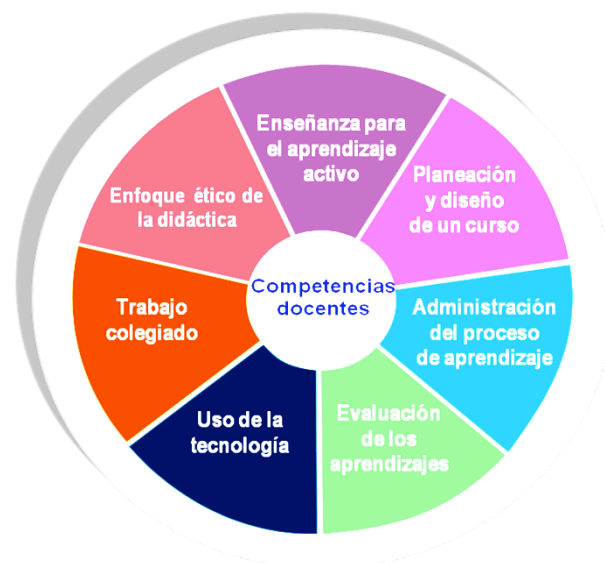 Enseñanza para
el aprendizaje
activo
Planeación
y diseño
de un curso
Administración
del proceso
de aprendizaje
Evaluación
de los
aprendizajes
Uso de la
tecnología
Trabajo
colegiado
Enfoque ético de
la didáctica
Competencias
docentes